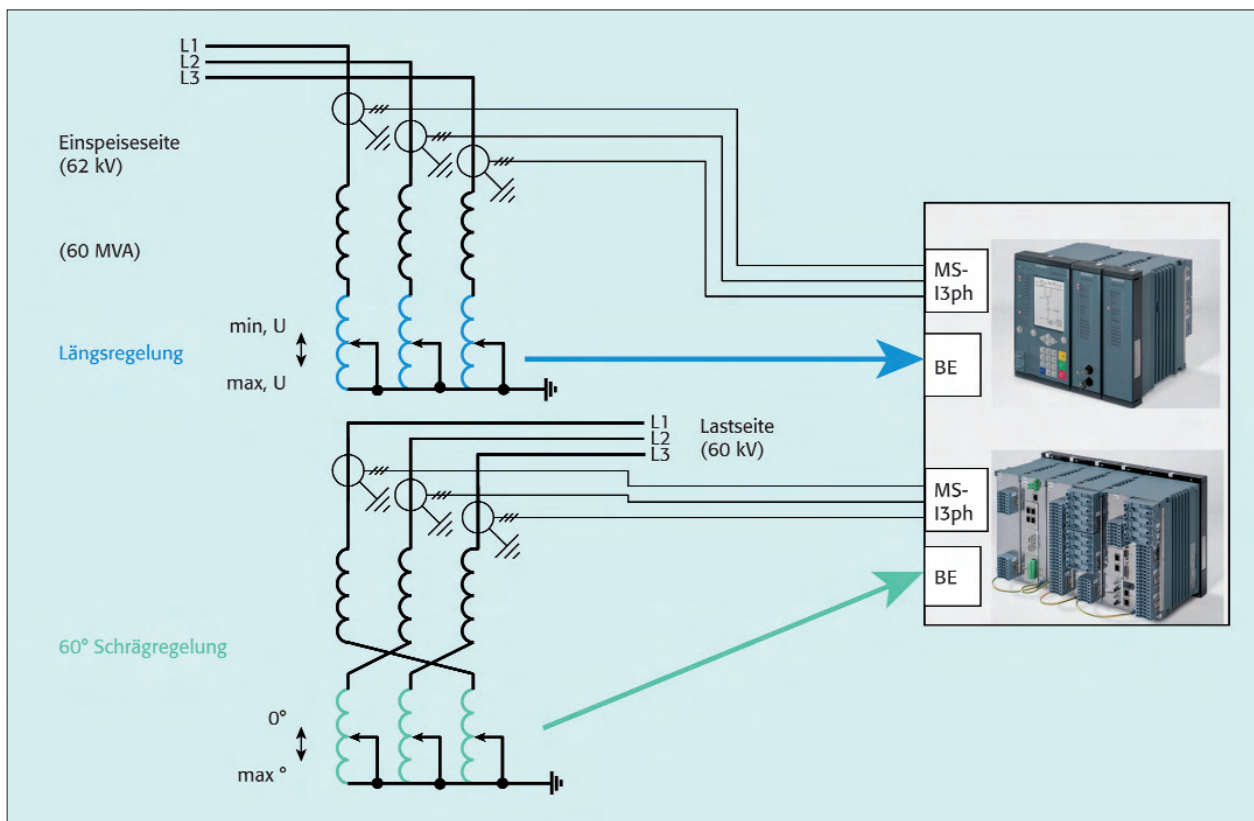 L1
L2
L3
Einspeiseseite
(62 kV)
(60 MVA)
min, U
Längsregelung
max, U
MS-
I3ph
BE
L1
L2
L3
Lastseite
(60 kV)
MS-
I3ph
BE
60° Schrägregelung
0°
max °